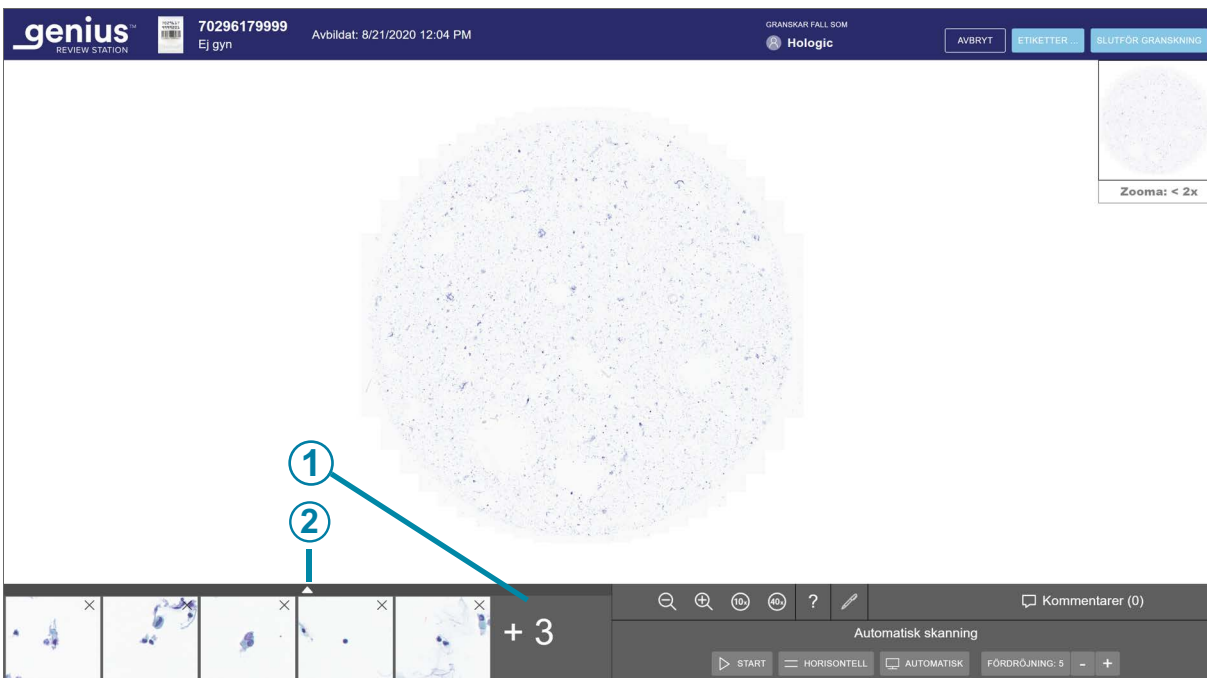 genius™
REVIEW STATION
70296179999
Ej gyn
Avbildat: 8/21/2020 12:04 PM
GRANSKAR FALL SOM
Hologic
AVBRYT
ETIKETTER ...
SLUTFÖR GRANSKNING
Zooma: < 2x
1
2
+ 3
10x
40x
?
Kommentarer (0)
Automatisk skanning
START
HORISONTELL
AUTOMATISK
FÖRDRÖJNING: 5
- +